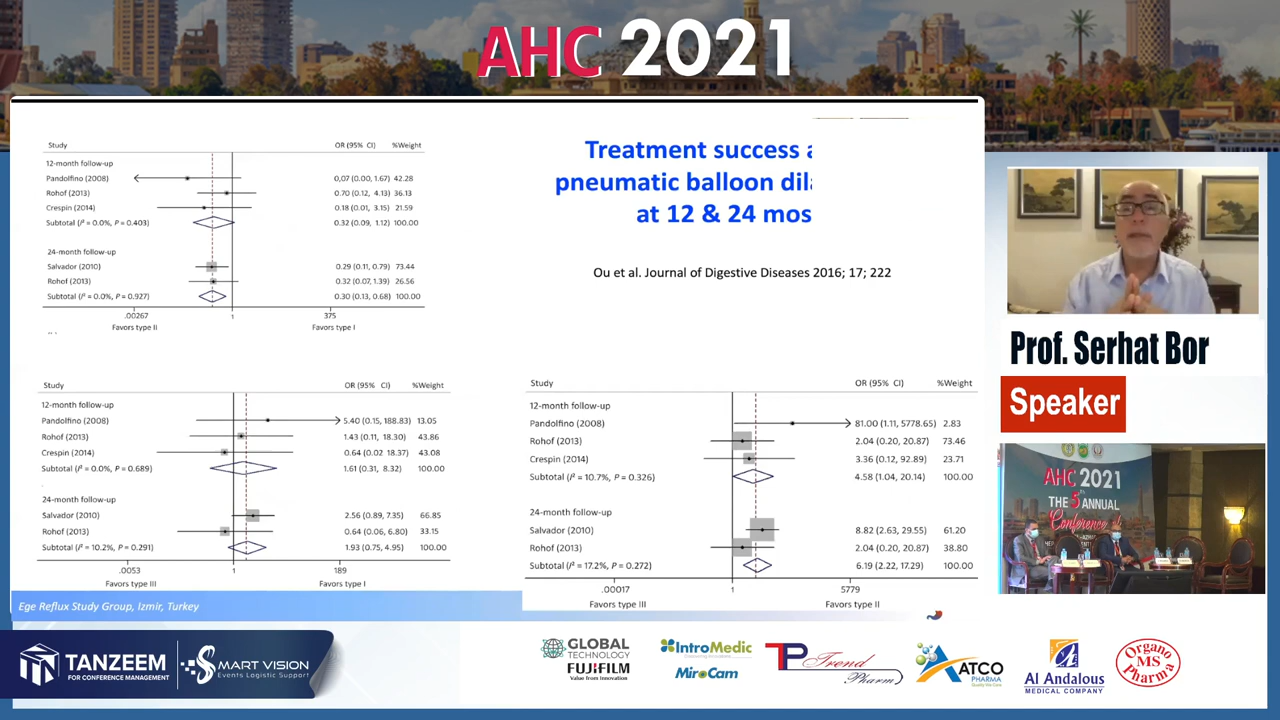 AHC 2021
Study OR (95% CI) %Weight
12-month follow-up
Pandolfino (2008) 0,07 (0.00, 1.67) 42.28
Rohof (2013) 0.70 (0.12, 4.13) 36.13
Crespin (2014) 0.18 (0.01, 3.15) 21.59
Subtotal (I² = 0.0%, P = 0.403) 0.32 (0.09, 1.12) 100.00
24-month follow-up
Salvador (2010) 0.29 (0.11, 0.79) 73.44
Rohof (2013) 0.32 (0.07, 1.39) 26.56
Subtotal (I² = 0.0%, P = 0.927) 0.30 (0.13, 0.68) 100.00
.00267 1 375
Favors type II Favors type I
Treatment success
pneumatic balloon
at 12 & 24 mos
Ou et al. Journal of Digestive Diseases 2016; 17; 222
Study OR (95% CI) %Weight
12-month follow-up
Pandolfino (2008) 5.40 (0.15, 188.83) 13.05
Rohof (2013) 1.43 (0.11, 18.30) 43.86
Crespin (2014) 0.64 (0.02 18.37) 43.08
Subtotal (I² = 0.0%, P = 0.689) 1.61 (0.31, 8.32) 100.00
24-month follow-up
Salvador (2010) 2.56 (0.89, 7.35) 66.85
Rohof (2013) 0.64 (0.06, 6.80) 33.15
Subtotal (I² = 10.2%, P = 0.291) 1.93 (0.75, 4.95) 100.00
.0053 1 189
Favors type III Favors type I
Study OR (95% CI) %Weight
12-month follow-up
Pandolfino (2008) 81.00 (1.11, 5778.65) 2.83
Rohof (2013) 2.04 (0.20, 20.87) 73.46
Crespin (2014) 3.36 (0.12, 92.89) 23.71
Subtotal (I² = 10.7%, P = 0.326) 4.58 (1.04, 20.14) 100.00
24-month follow-up
Salvador (2010) 8.82 (2.63, 29.55) 61.20
Rohof (2013) 2.04 (0.20, 20.87) 38.80
Subtotal (I² = 17.2%, P = 0.272) 6.19 (2.22, 17.29) 100.00
.00017 1 5779
Favors type III Favors type II
Ege Reflux Study Group, Izmir, Turkey
Prof. Serhat Bor
Speaker
AHC 2021
THE 5th ANNUAL
Conference
TANZEEM
FOR CONFERENCE MANAGEMENT
SMART VISION
Events Logistic Support
GLOBAL
TECHNOLOGY
FUJIFILM
Value from Innovation
IntroMedic
MiroCam
TP Trend
Pharm
ATCO
PHARMA
Quality We Care
Al Andalous
MEDICAL COMPANY
Organo
MS
Pharma